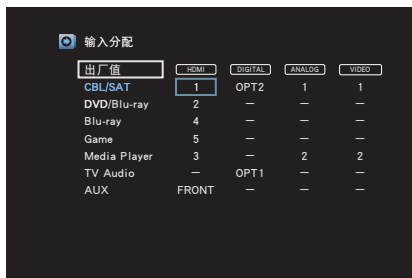 输入分配
出厂值 HDMI DIGITAL ANALOG VIDEO
CBL/SAT 1 OPT2 1 1
DVD/Blu-ray 2 – – –
Blu-ray 4 – – –
Game 5 – – –
Media Player 3 – 2 2
TV Audio – OPT1 – –
AUX FRONT – – –